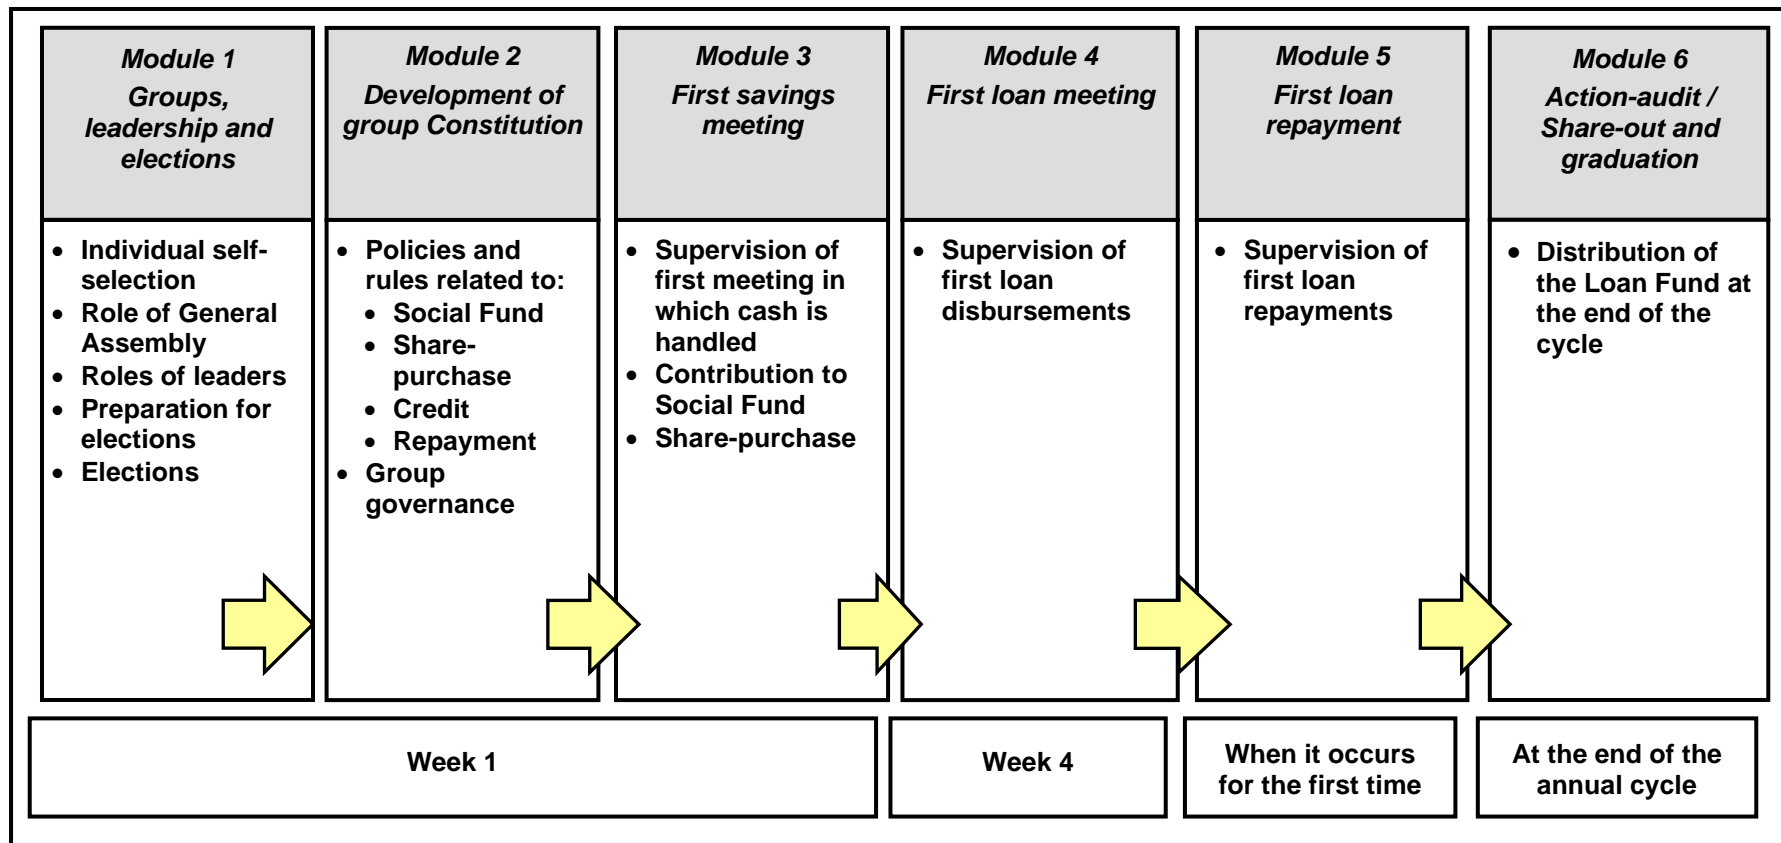 Module 1
Groups,
leadership and
elections
• Individual self-
selection
• Role of General
Assembly
• Roles of leaders
• Preparation for
elections
• Elections
Module 2
Development of
group Constitution
• Policies and
rules related to:
• Social Fund
• Share-
purchase
• Credit
• Repayment
• Group
governance
Module 3
First savings
meeting
• Supervision of
first meeting in
which cash is
handled
• Contribution to
Social Fund
• Share-purchase
Module 4
First loan meeting
• Supervision of
first loan
disbursements
Module 5
First loan
repayment
• Supervision of
first loan
repayments
Module 6
Action-audit /
Share-out and
graduation
• Distribution of
the Loan Fund at
the end of the
cycle
Week 1
Week 4
When it occurs
for the first time
At the end of the
annual cycle